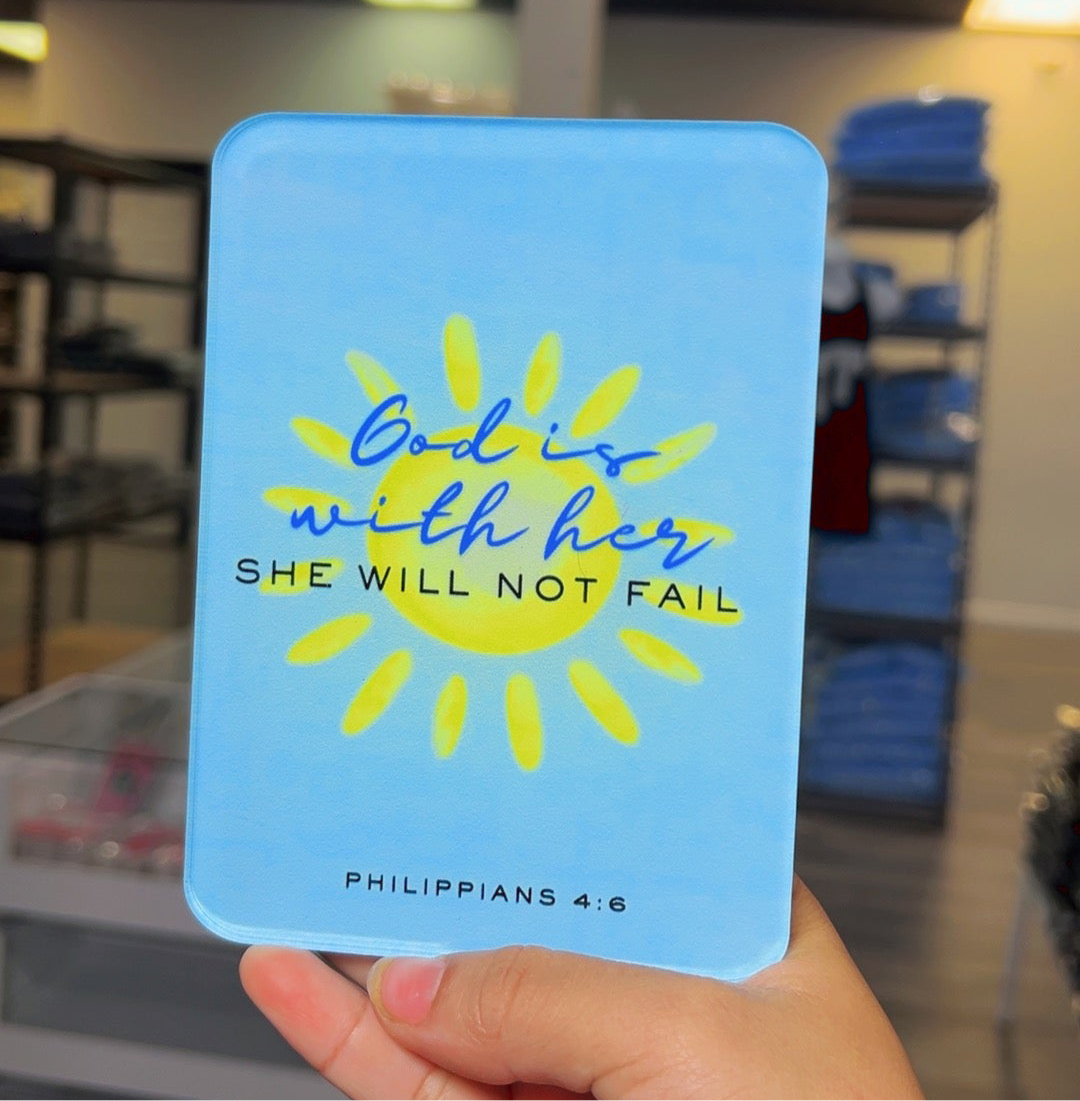 God is
with her
SHE WILL NOT FAIL
PHILIPPIANS 4:6